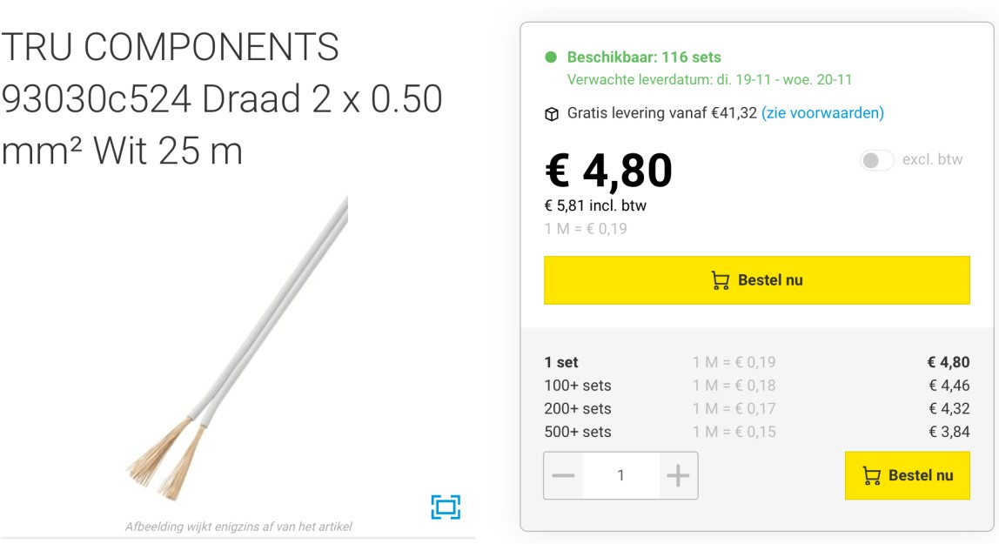 TRU COMPONENTS
93030c524 Draad 2 x 0.50
mm² Wit 25 m
Afbeelding wijkt enigzins af van het artikel
Beschikbaar: 116 sets
Verwachte leverdatum: di. 19-11 - woe. 20-11
Gratis levering vanaf €41,32 (zie voorwaarden)
€ 4,80
excl. btw
€ 5,81 incl. btw
1 M = € 0,19
Bestel nu
1 set 1 M = € 0,19 € 4,80
100+ sets 1 M = € 0,18 € 4,46
200+ sets 1 M = € 0,17 € 4,32
500+ sets 1 M = € 0,15 € 3,84
1
Bestel nu